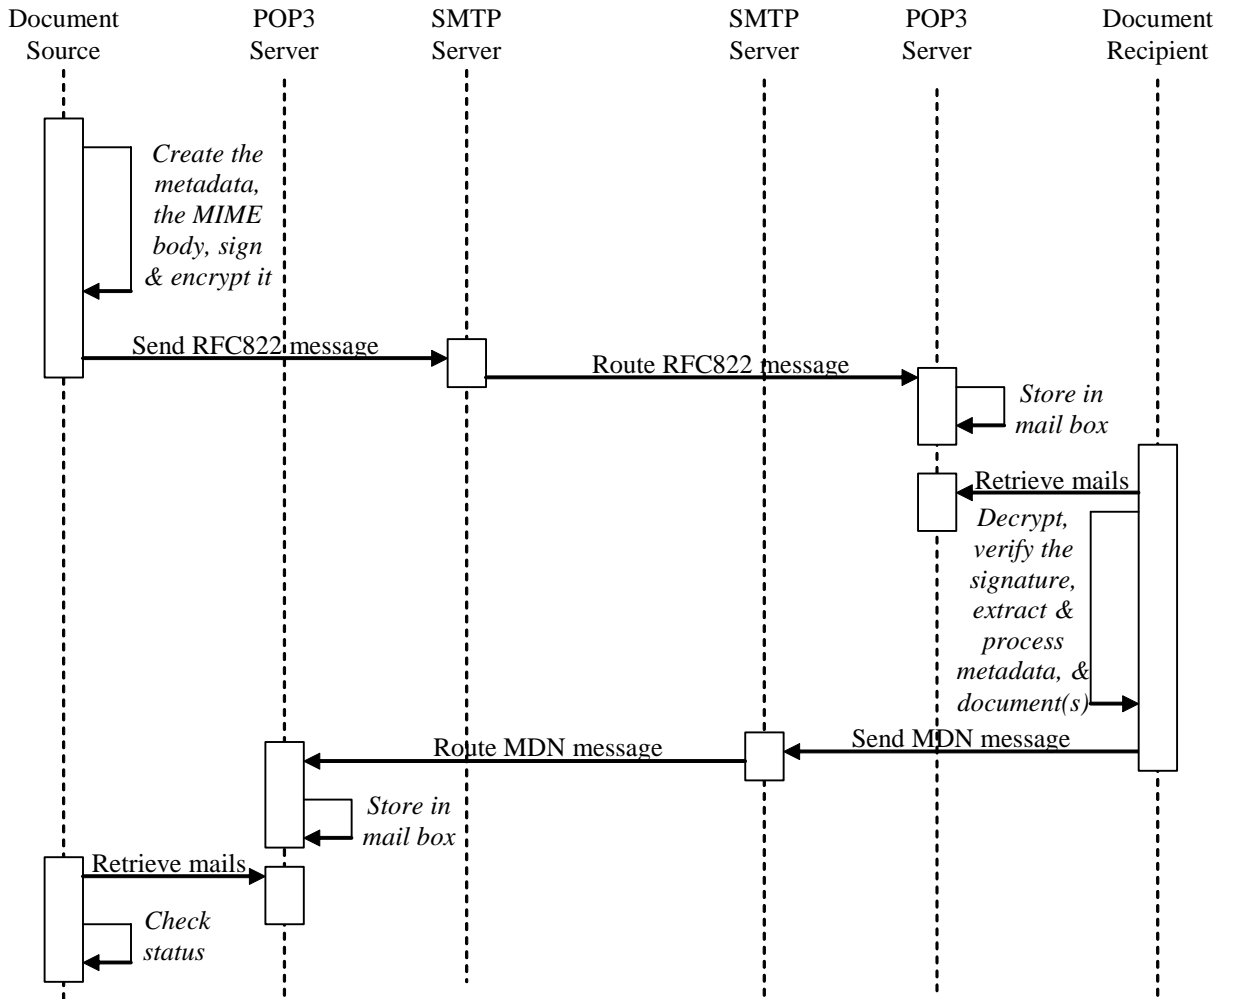 Document
Source
POP3
Server
SMTP
Server
SMTP
Server
POP3
Server
Document
Recipient
Create the
metadata,
the MIME
body, sign
& encrypt it
Send RFC822 message
Route RFC822 message
Store in
mail box
Retrieve mails
Decrypt,
verify the
signature,
extract &
process
metadata, &
document(s)
Send MDN message
Route MDN message
Store in
mail box
Retrieve mails
Check
status